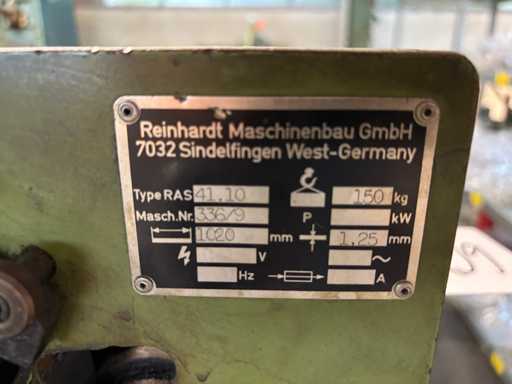 Reinhardt Maschinenbau GmbH
7032 Sindelfingen West-Germany
Type RAS 41.10 150 kg
Masch.Nr. 336/9 P kW
1020 mm 1,25 mm
V ~
Hz A